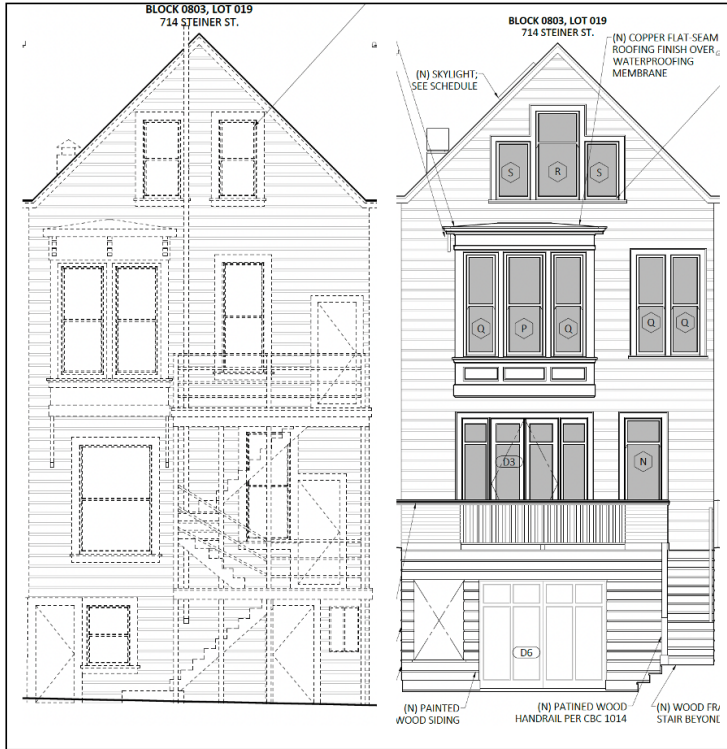 BLOCK 0803, LOT 019
714 STEINER ST.
BLOCK 0803, LOT 019
714 STEINER ST.
(N) COPPER FLAT-SEAM
ROOFING FINISH OVER
WATERPROOFING
MEMBRANE
(N) SKYLIGHT;
SEE SCHEDULE
S
R
S
Q
P
Q
Q
Q
D3
N
D6
(N) PAINTED
WOOD SIDING
(N) PATINED WOOD
HANDRAIL PER CBC 1014
(N) WOOD FRA
STAIR BEYOND